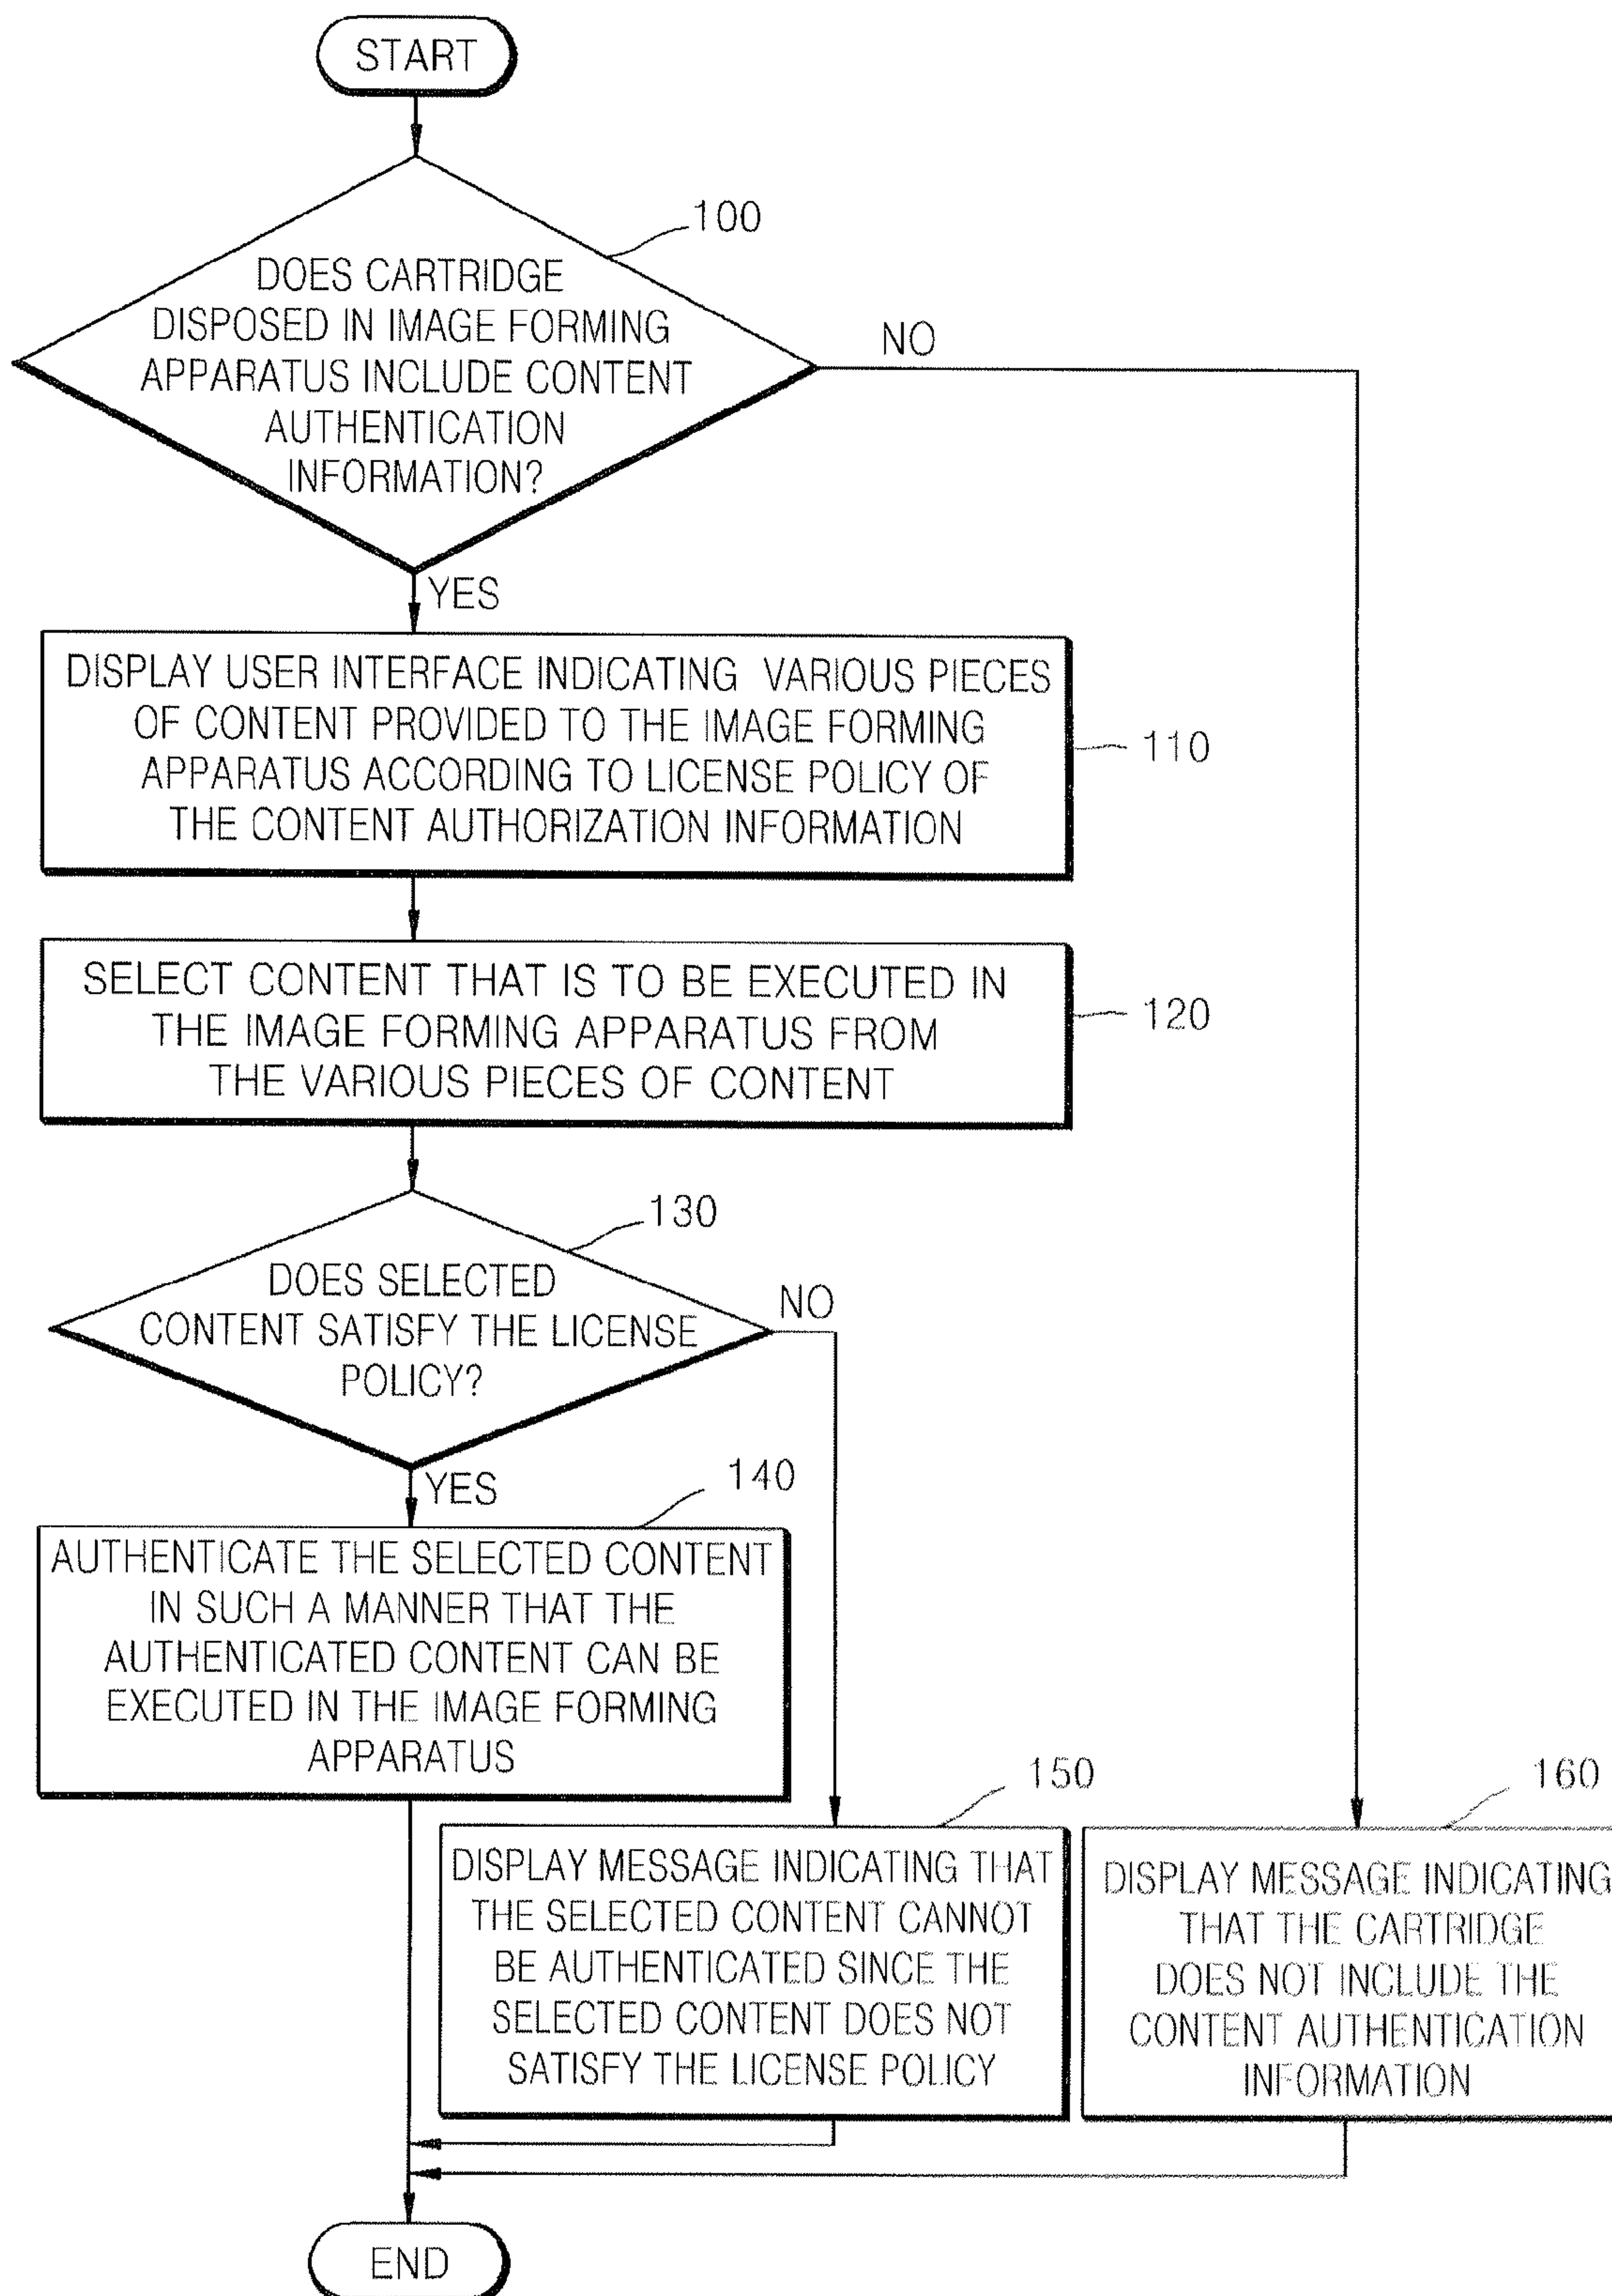 START
100
DOES CARTRIDGE
DISPOSED IN IMAGE FORMING
APPARATUS INCLUDE CONTENT
AUTHENTICATION
INFORMATION?
NO
YES
DISPLAY USER INTERFACE INDICATING VARIOUS PIECES
OF CONTENT PROVIDED TO THE IMAGE FORMING
APPARATUS ACCORDING TO LICENSE POLICY OF
THE CONTENT AUTHORIZATION INFORMATION
110
SELECT CONTENT THAT IS TO BE EXECUTED IN
THE IMAGE FORMING APPARATUS FROM
THE VARIOUS PIECES OF CONTENT
120
130
DOES SELECTED
CONTENT SATISFY THE LICENSE
POLICY?
NO
YES
140
AUTHENTICATE THE SELECTED CONTENT
IN SUCH A MANNER THAT THE
AUTHENTICATED CONTENT CAN BE
EXECUTED IN THE IMAGE FORMING
APPARATUS
150
DISPLAY MESSAGE INDICATING THAT
THE SELECTED CONTENT CANNOT
BE AUTHENTICATED SINCE THE
SELECTED CONTENT DOES NOT
SATISFY THE LICENSE POLICY
160
DISPLAY MESSAGE INDICATING
THAT THE CARTRIDGE
DOES NOT INCLUDE THE
CONTENT AUTHENTICATION
INFORMATION
END